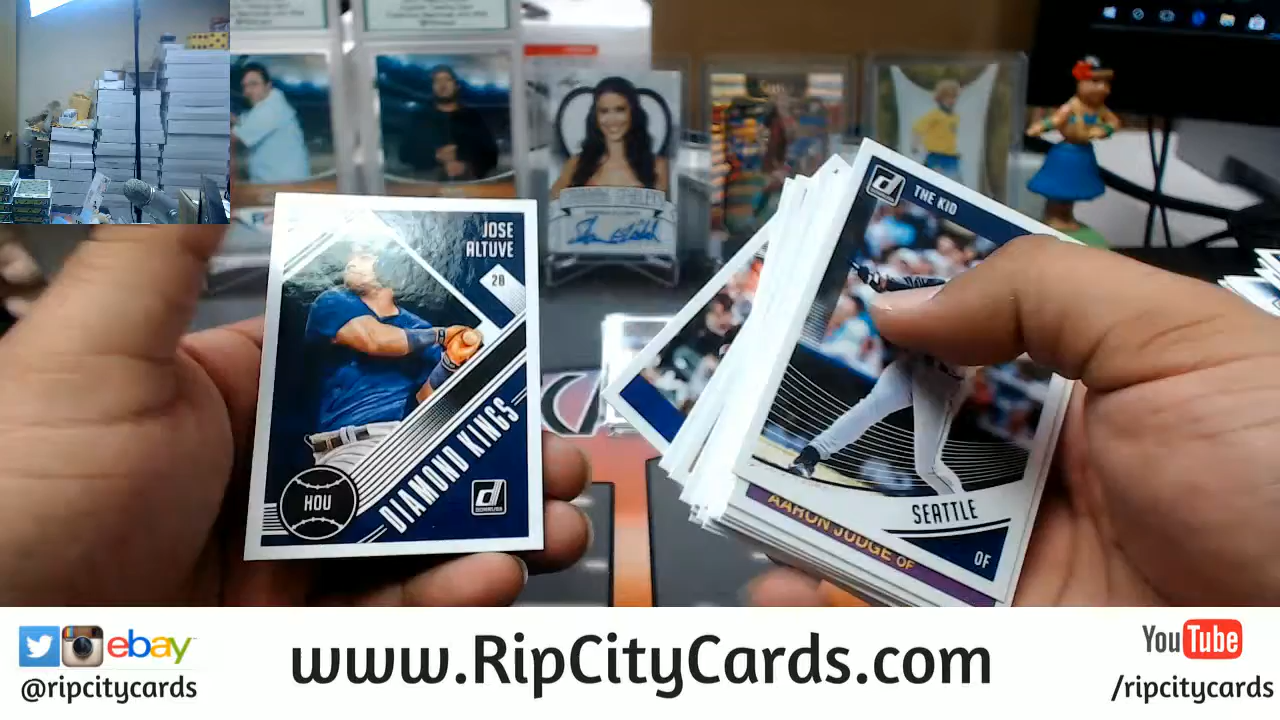 JOSE
ALTUVE
2B
DIAMOND KINGS
HOU
d
THE KID
SEATTLE
OF
AARON JUDGE OF
ebay
@ripcitycards
www.RipCityCards.com
YouTube
/ripcitycards